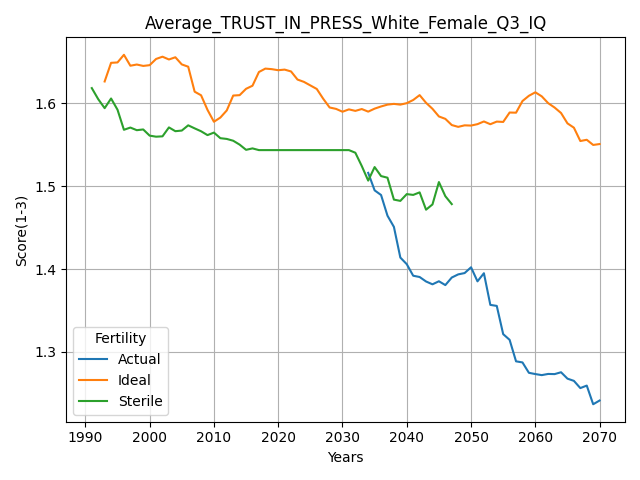 Average_TRUST_IN_PRESS_White_Female_Q3_IQ
Score(1-3)
1.6
1.5
1.4
1.3
Fertility
Actual
Ideal
Sterile
1990 2000 2010 2020 2030 2040 2050 2060 2070
Years